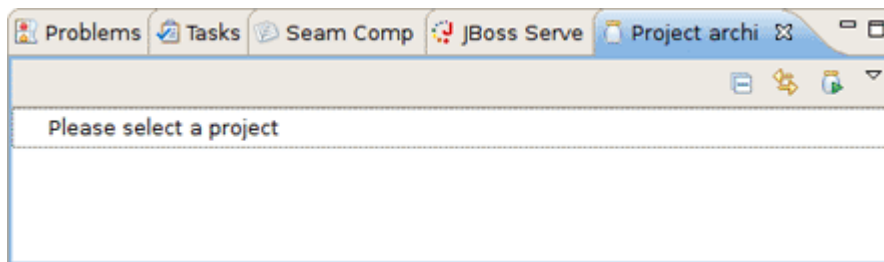 Problems Tasks Seam Comp JBoss Serve Project archi
Please select a project